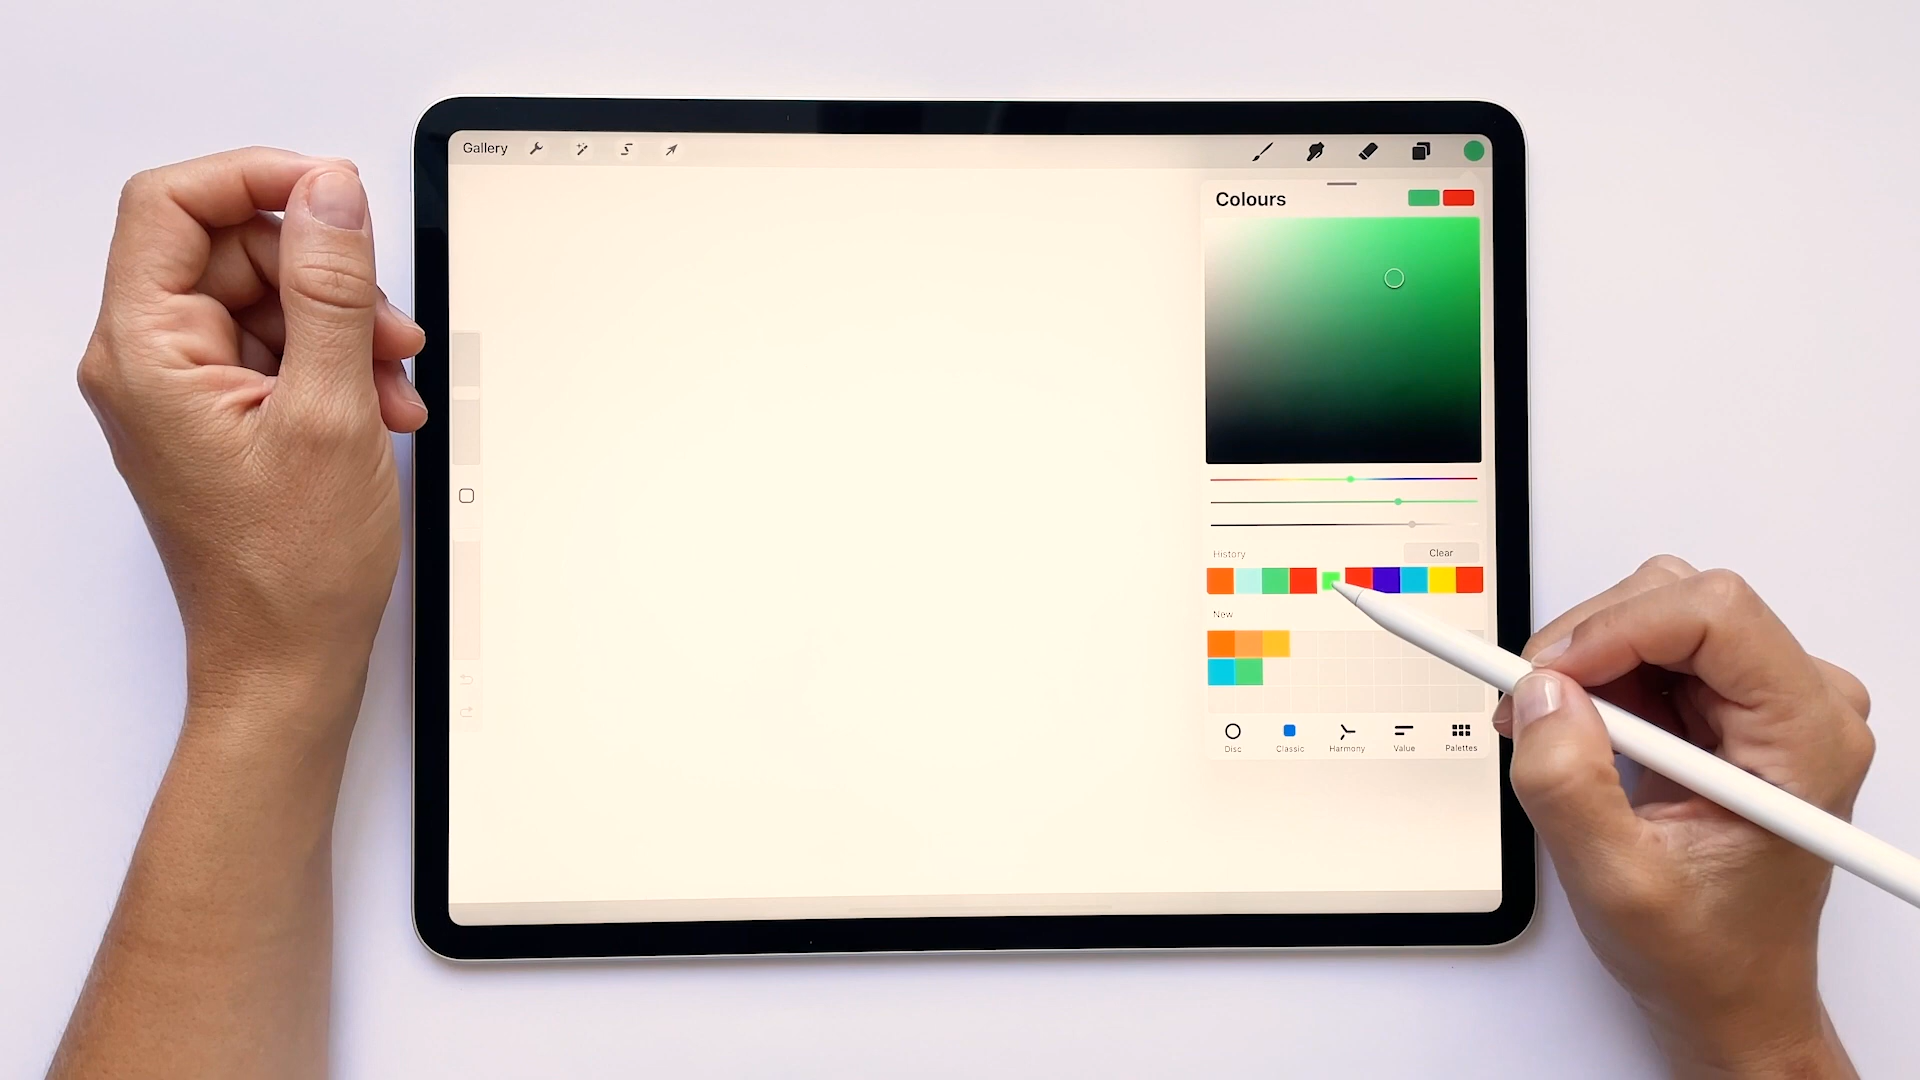 Gallery
Colours
History
Clear
New
Disc
Classic
Harmony
Value
Palettes